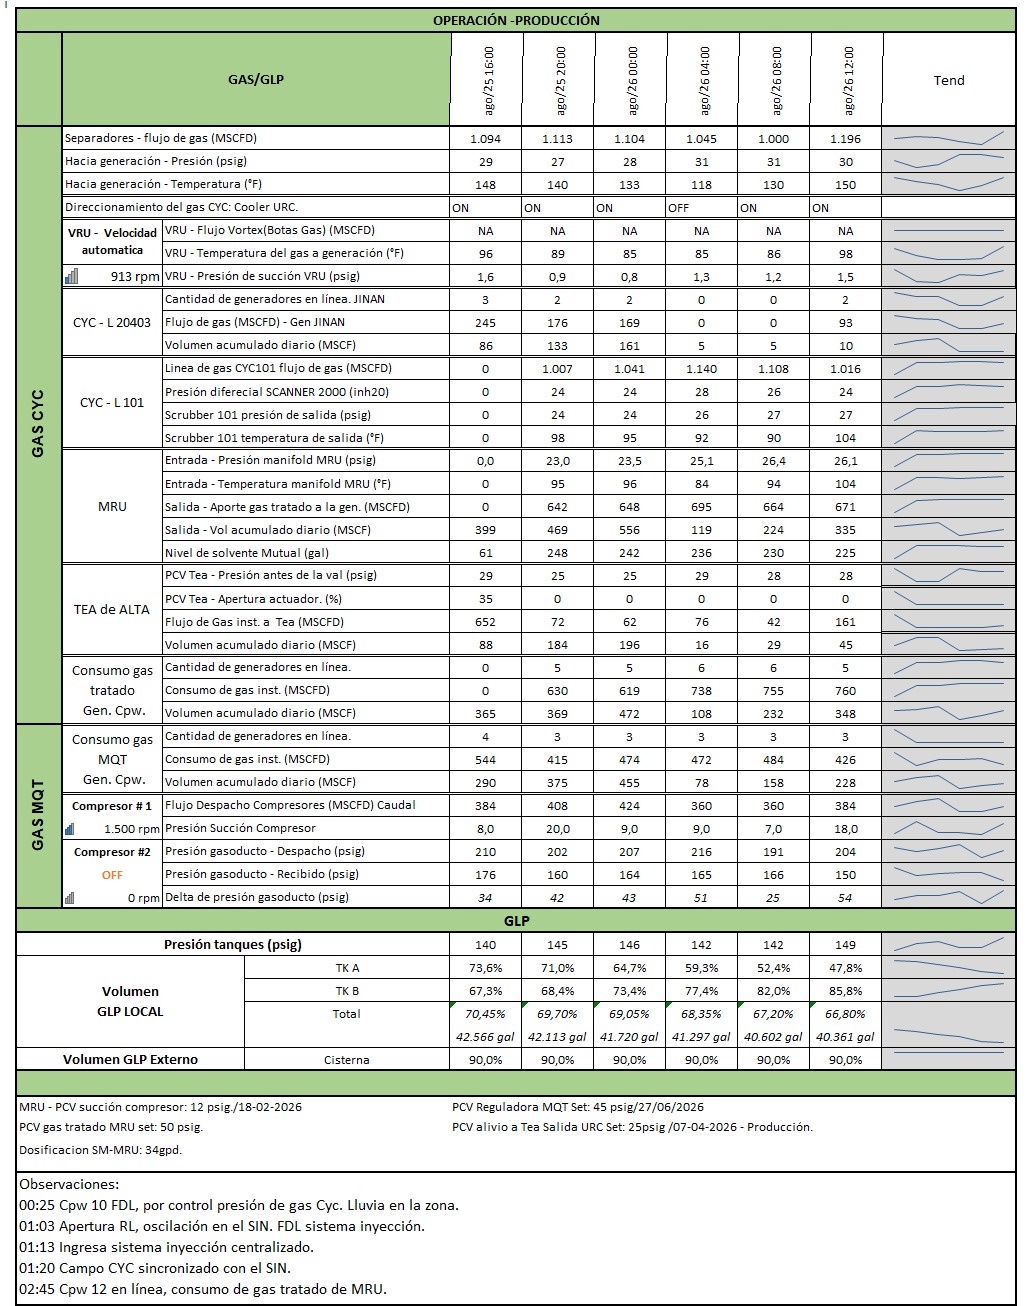 OPERACIÓN -PRODUCCIÓN
GAS/GLP ago/25 16:00 ago/25 20:00 ago/26 00:00 ago/26 04:00 ago/26 08:00 ago/26 12:00 Tend
GAS CYC
Separadores - flujo de gas (MSCFD) 1.094 1.113 1.104 1.045 1.000 1.196
Hacia generación - Presión (psig) 29 27 28 31 31 30
Hacia generación - Temperatura (°F) 148 140 133 118 130 150
Direccionamiento del gas CYC: Cooler URC. ON ON ON OFF ON ON
VRU - Velocidad automatica
913 rpm
VRU - Flujo Vortex(Botas Gas) (MSCFD) NA NA NA NA NA NA
VRU - Temperatura del gas a generación (°F) 96 89 85 85 86 98
VRU - Presión de succión VRU (psig) 1,6 0,9 0,8 1,3 1,2 1,5
CYC - L 20403
Cantidad de generadores en línea. JINAN 3 2 2 0 0 2
Flujo de gas (MSCFD) - Gen JINAN 245 176 169 0 0 93
Volumen acumulado diario (MSCF) 86 133 161 5 5 10
CYC - L 101
Linea de gas CYC101 flujo de gas (MSCFD) 0 1.007 1.041 1.140 1.108 1.016
Presión diferecial SCANNER 2000 (inh20) 0 24 24 28 26 24
Scrubber 101 presión de salida (psig) 0 24 24 26 27 27
Scrubber 101 temperatura de salida (°F) 0 98 95 92 90 104
MRU
Entrada - Presión manifold MRU (psig) 0,0 23,0 23,5 25,1 26,4 26,1
Entrada - Temperatura manifold MRU (°F) 0 95 96 84 94 104
Salida - Aporte gas tratado a la gen. (MSCFD) 0 642 648 695 664 671
Salida - Vol acumulado diario (MSCF) 399 469 556 119 224 335
Nivel de solvente Mutual (gal) 61 248 242 236 230 225
TEA de ALTA
PCV Tea - Presión antes de la val (psig) 29 25 25 29 28 28
PCV Tea - Apertura actuador. (%) 35 0 0 0 0 0
Flujo de Gas inst. a Tea (MSCFD) 652 72 62 76 42 161
Volumen acumulado diario (MSCF) 88 184 196 16 29 45
Consumo gas tratado Gen. Cpw.
Cantidad de generadores en línea. 0 5 5 6 6 5
Consumo de gas inst. (MSCFD) 0 630 619 738 755 760
Volumen acumulado diario (MSCF) 365 369 472 108 232 348
GAS MQT
Consumo gas MQT Gen. Cpw.
Cantidad de generadores en línea. 4 3 3 3 3 3
Consumo de gas inst. (MSCFD) 544 415 474 472 484 426
Volumen acumulado diario (MSCF) 290 375 455 78 158 228
Compresor # 1 Flujo Despacho Compresores (MSCFD) Caudal 384 408 424 360 360 384
1.500 rpm Presión Succión Compresor 8,0 20,0 9,0 9,0 7,0 18,0
Compresor #2 Presión gasoducto - Despacho (psig) 210 202 207 216 191 204
OFF Presión gasoducto - Recibido (psig) 176 160 164 165 166 150
0 rpm Delta de presión gasoducto (psig) 34 42 43 51 25 54
GLP
Presión tanques (psig) 140 145 146 142 142 149
Volumen GLP LOCAL
TK A 73,6% 71,0% 64,7% 59,3% 52,4% 47,8%
TK B 67,3% 68,4% 73,4% 77,4% 82,0% 85,8%
Total 70,45% 69,70% 69,05% 68,35% 67,20% 66,80%
42.566 gal 42.113 gal 41.720 gal 41.297 gal 40.602 gal 40.361 gal
Volumen GLP Externo Cisterna 90,0% 90,0% 90,0% 90,0% 90,0% 90,0%
MRU - PCV succión compresor: 12 psig./18-02-2026 PCV Reguladora MQT Set: 45 psig/27/06/2026
PCV gas tratado MRU set: 50 psig. PCV alivio a Tea Salida URC Set: 25psig /07-04-2026 - Producción.
Dosificacion SM-MRU: 34gpd.
Observaciones:
00:25 Cpw 10 FDL, por control presión de gas Cyc. Lluvia en la zona.
01:03 Apertura RL, oscilación en el SIN. FDL sistema inyección.
01:13 Ingresa sistema inyección centralizado.
01:20 Campo CYC sincronizado con el SIN.
02:45 Cpw 12 en línea, consumo de gas tratado de MRU.